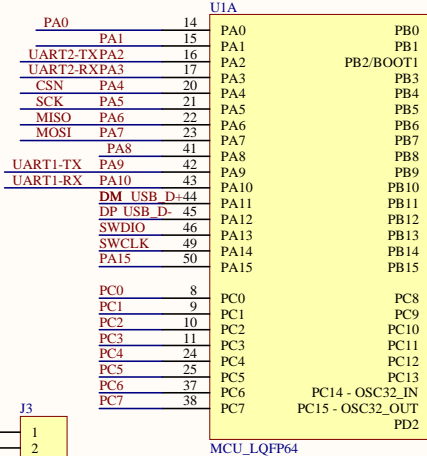 U1A
PA0 14 PA0 PB0
PA1 15 PA1 PB1
UART2-TX PA2 16 PA2 PB2/BOOT1
UART2-RX PA3 17 PA3 PB3
CSN PA4 20 PA4 PB4
SCK PA5 21 PA5 PB5
MISO PA6 22 PA6 PB6
MOSI PA7 23 PA7 PB7
PA8 41 PA8 PB8
UART1-TX PA9 42 PA9 PB9
UART1-RX PA10 43 PA10 PB10
DM USB_D+ 44 PA11 PB11
DP USB_D- 45 PA12 PB12
SWDIO 46 PA13 PB13
SWCLK 49 PA14 PB14
PA15 50 PA15 PB15
PC0 8 PC0 PC8
PC1 9 PC1 PC9
PC2 10 PC2 PC10
PC3 11 PC3 PC11
PC4 24 PC4 PC12
PC5 25 PC5 PC13
PC6 37 PC6 PC14 - OSC32_IN
PC7 38 PC7 PC15 - OSC32_OUT
PD2
J3
1
2
MCU_LQFP64